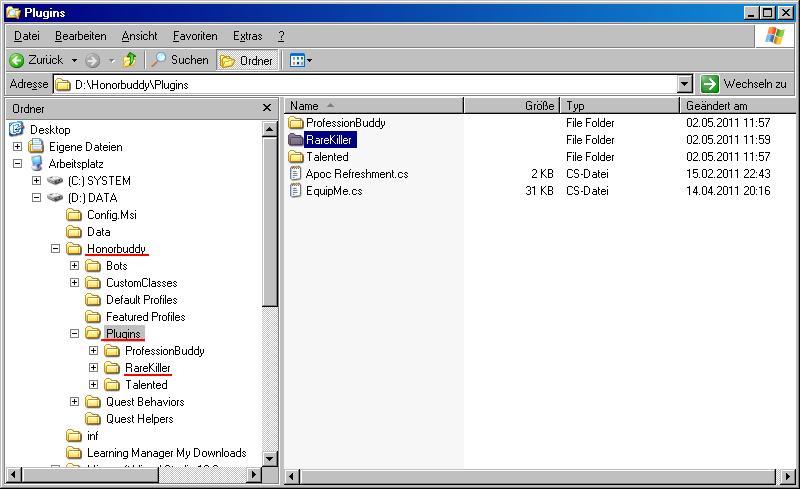 Plugins
Datei Bearbeiten Ansicht Favoriten Extras ?
Zurück Suchen Ordner
Adresse D:\Honorbuddy\Plugins Wechseln zu
Ordner
Desktop
Eigene Dateien
Arbeitsplatz
(C:) SYSTEM
(D:) DATA
Config.Msi
Data
Honorbuddy
Bots
CustomClasses
Default Profiles
Featured Profiles
Plugins
ProfessionBuddy
RareKiller
Talented
Quest Behaviors
Quest Helpers
inf
Learning Manager My Downloads
Name Größe Typ Geändert am
ProfessionBuddy File Folder 02.05.2011 11:57
RareKiller File Folder 02.05.2011 11:59
Talented File Folder 02.05.2011 11:57
Apoc Refreshment.cs 2 KB CS-Datei 15.02.2011 22:43
EquipMe.cs 31 KB CS-Datei 14.04.2011 20:16